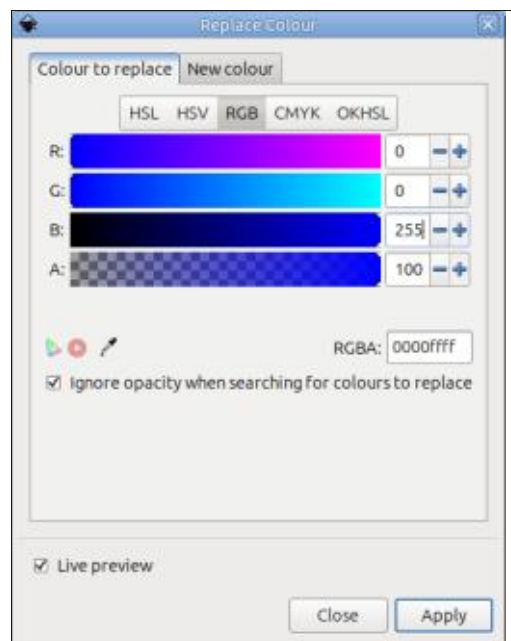 Replace Colour
Colour to replace New colour
HSL HSV RGB CMYK OKHSL
R: 0
G: 0
B: 255
A: 100
RGBA: 0000ffff
Ignore opacity when searching for colours to replace
Live preview
Close Apply